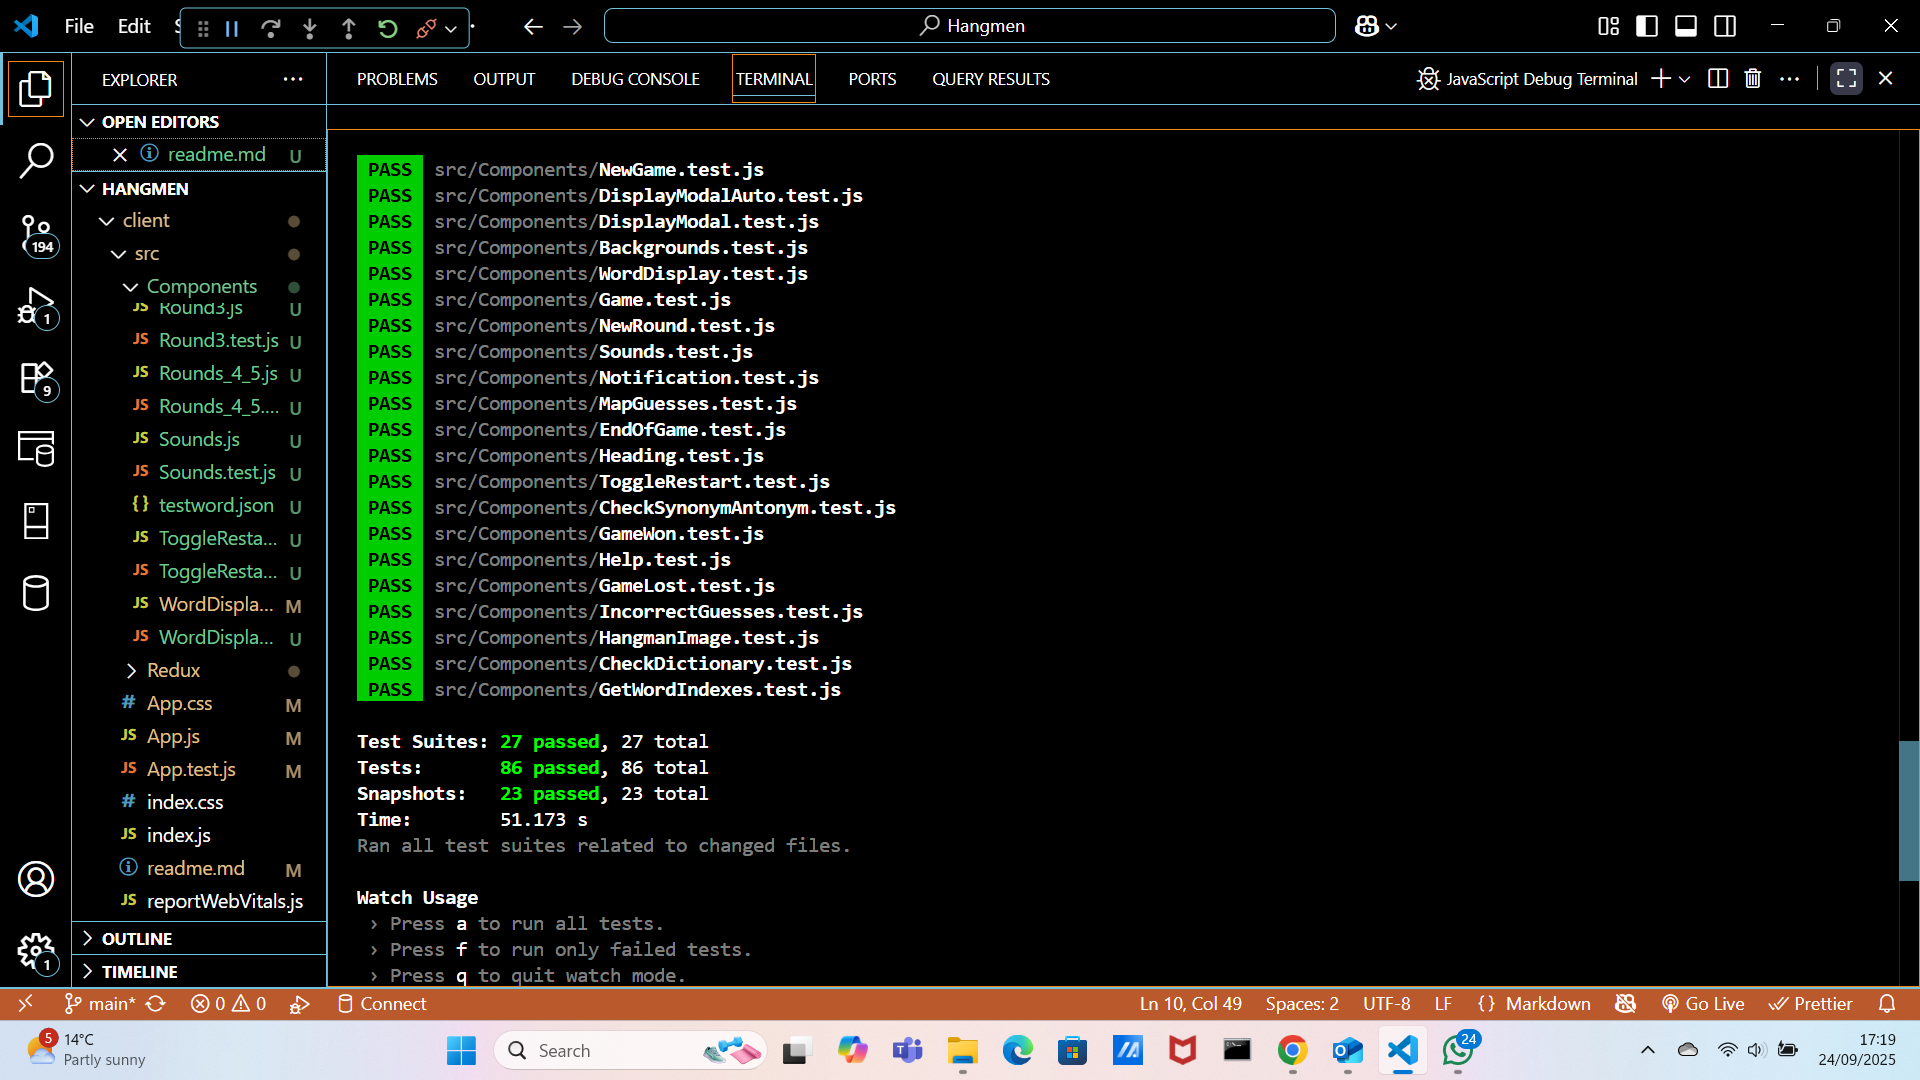 File Edit S
Hangmen
EXPLORER
PROBLEMS OUTPUT DEBUG CONSOLE TERMINAL PORTS QUERY RESULTS
JavaScript Debug Terminal
OPEN EDITORS
readme.md U
HANGMEN
client
src
Components
Round3.js U
Round3.test.js U
Rounds_4_5.js U
Rounds_4_5.... U
Sounds.js U
Sounds.test.js U
testword.json U
ToggleResta... U
ToggleResta... U
WordDispla... M
WordDispla... U
Redux
App.css M
App.js M
App.test.js M
index.css
index.js
readme.md M
reportWebVitals.js
OUTLINE
TIMELINE
194
1
9
1
PASS src/Components/NewGame.test.js
PASS src/Components/DisplayModalAuto.test.js
PASS src/Components/DisplayModal.test.js
PASS src/Components/Backgrounds.test.js
PASS src/Components/WordDisplay.test.js
PASS src/Components/Game.test.js
PASS src/Components/NewRound.test.js
PASS src/Components/Sounds.test.js
PASS src/Components/Notification.test.js
PASS src/Components/MapGuesses.test.js
PASS src/Components/EndOfGame.test.js
PASS src/Components/Heading.test.js
PASS src/Components/ToggleRestart.test.js
PASS src/Components/CheckSynonymAntonym.test.js
PASS src/Components/GameWon.test.js
PASS src/Components/Help.test.js
PASS src/Components/GameLost.test.js
PASS src/Components/IncorrectGuesses.test.js
PASS src/Components/HangmanImage.test.js
PASS src/Components/CheckDictionary.test.js
PASS src/Components/GetWordIndexes.test.js
Test Suites: 27 passed, 27 total
Tests: 86 passed, 86 total
Snapshots: 23 passed, 23 total
Time: 51.173 s
Ran all test suites related to changed files.
Watch Usage
› Press a to run all tests.
› Press f to run only failed tests.
› Press q to quit watch mode.
main* 0 0 Connect
Ln 10, Col 49 Spaces: 2 UTF-8 LF {} Markdown Go Live Prettier
5
14°C
Partly sunny
Search
24
17:19
24/09/2025